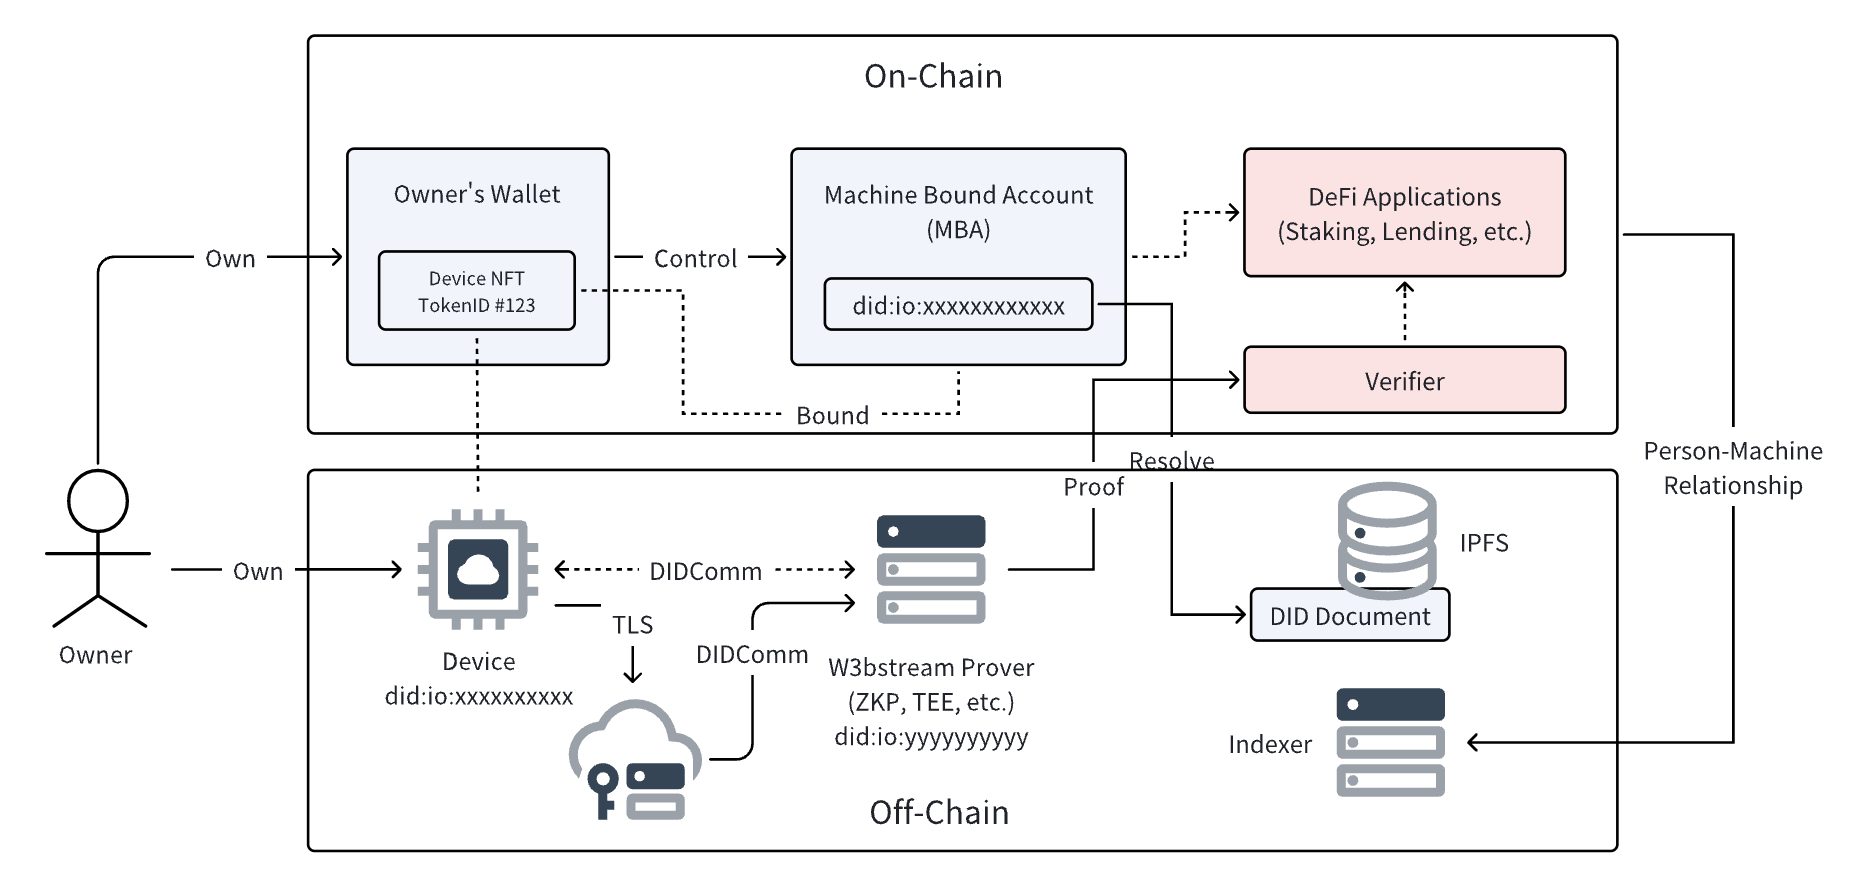 On-Chain
Owner's Wallet
Device NFT
TokenID #123
Machine Bound Account
(MBA)
did:io:xxxxxxxxxxxx
DeFi Applications
(Staking, Lending, etc.)
Verifier
Own
Control
Bound
Resolve
Proof
Person-Machine
Relationship
Owner
Own
Device
did:io:xxxxxxxxxx
DIDComm
TLS
DIDComm
W3bstream Prover
(ZKP, TEE, etc.)
did:io:yyyyyyyyyy
IPFS
DID Document
Indexer
Off-Chain